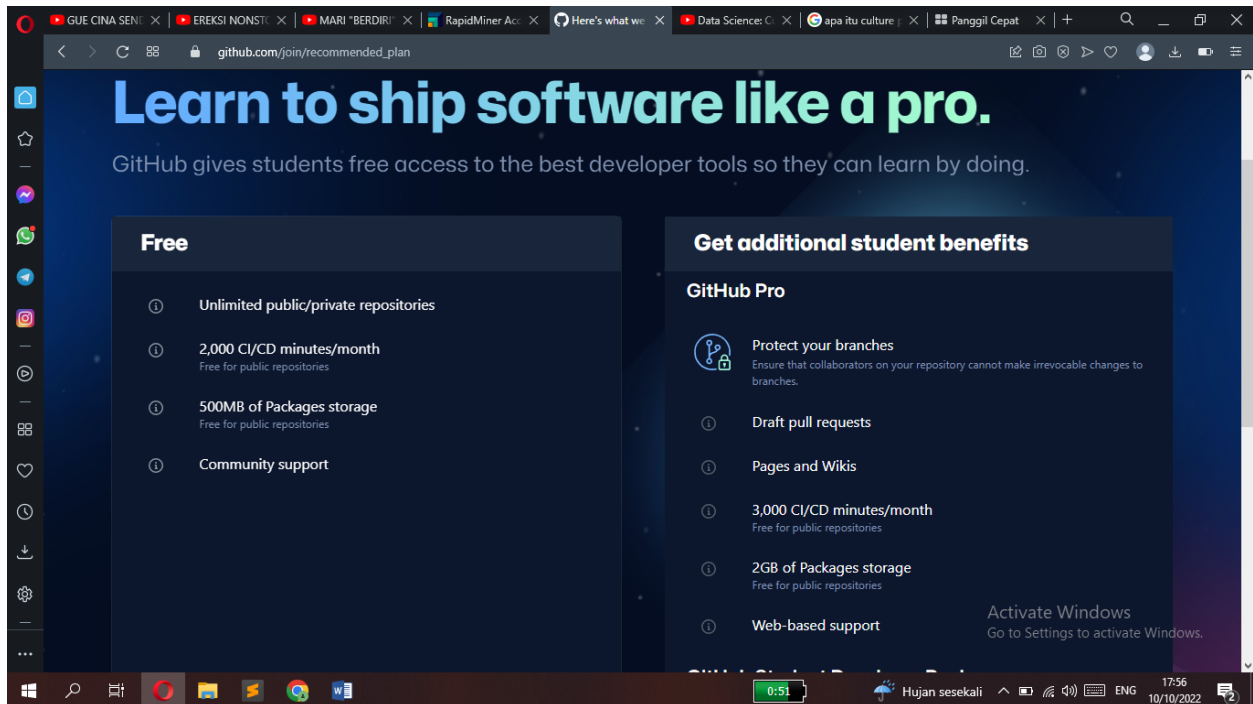 GUE CINA SEND
EREKSI NONSTO
MARI "BERDIRI"
RapidMiner Acc
Here's what we
Data Science: C
apa itu culture
Panggil Cepat
github.com/join/recommended_plan
Learn to ship software like a pro.
GitHub gives students free access to the best developer tools so they can learn by doing.
Free
Unlimited public/private repositories
2,000 CI/CD minutes/month
Free for public repositories
500MB of Packages storage
Free for public repositories
Community support
Get additional student benefits
GitHub Pro
Protect your branches
Ensure that collaborators on your repository cannot make irrevocable changes to
branches.
Draft pull requests
Pages and Wikis
3,000 CI/CD minutes/month
Free for public repositories
2GB of Packages storage
Free for public repositories
Web-based support
Activate Windows
Go to Settings to activate Windows.
0:51
Hujan sesekali
ENG
17:56
10/10/2022
2